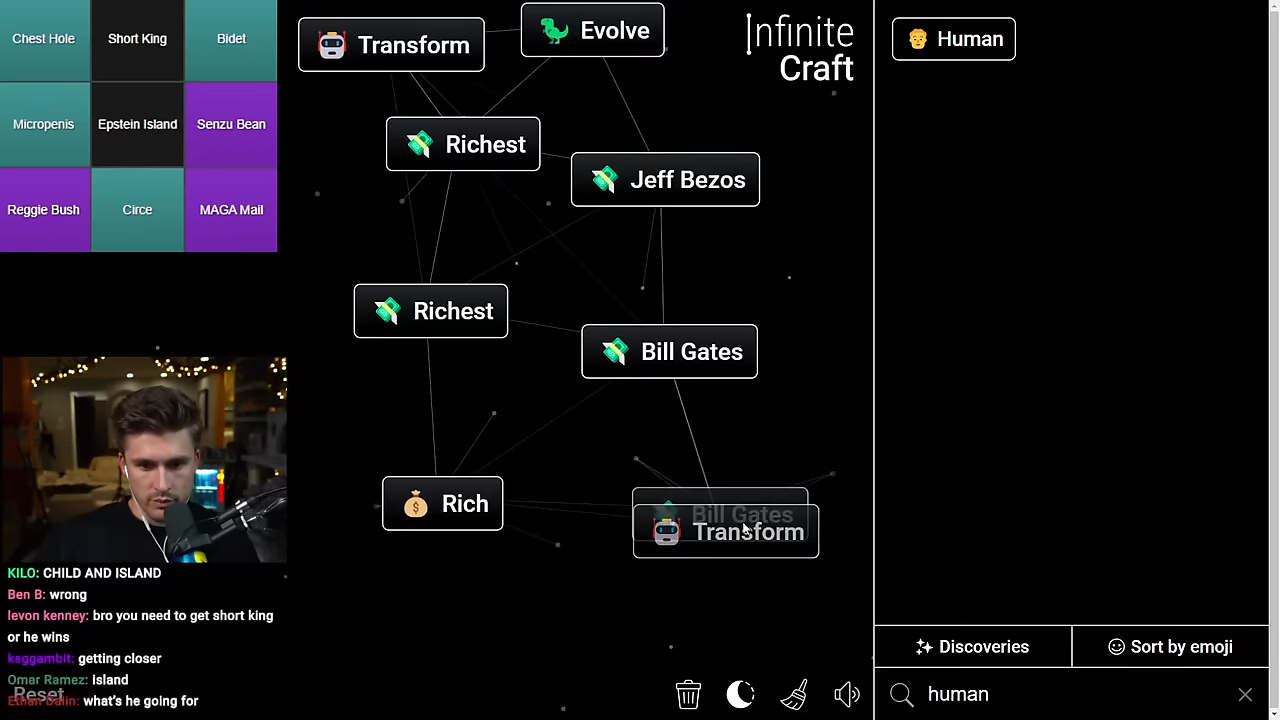 Chest Hole
Short King
Bidet
Micropenis
Epstein Island
Senzu Bean
Reggie Bush
Circe
MAGA Mail
Transform
Evolve
Infinite
Craft
Richest
Jeff Bezos
Richest
Bill Gates
Rich
Bill Gates
Transform
Human
KILO: CHILD AND ISLAND
Ben B: wrong
levon kenney: bro you need to get short king
or he wins
ksggambit: getting closer
Omar Ramez: island
Reset
Ethan Dalin: what's he going for
Discoveries
Sort by emoji
human